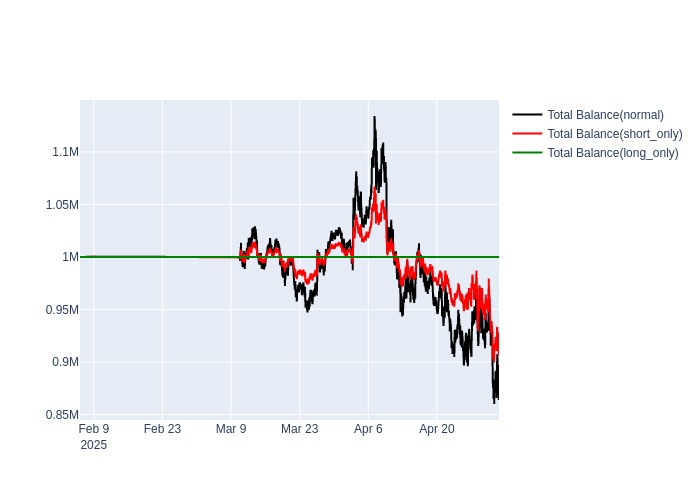 Total Balance(normal)
Total Balance(short_only)
Total Balance(long_only)
1.1M
1.05M
1M
0.95M
0.9M
0.85M
Feb 9
2025
Feb 23
Mar 9
Mar 23
Apr 6
Apr 20